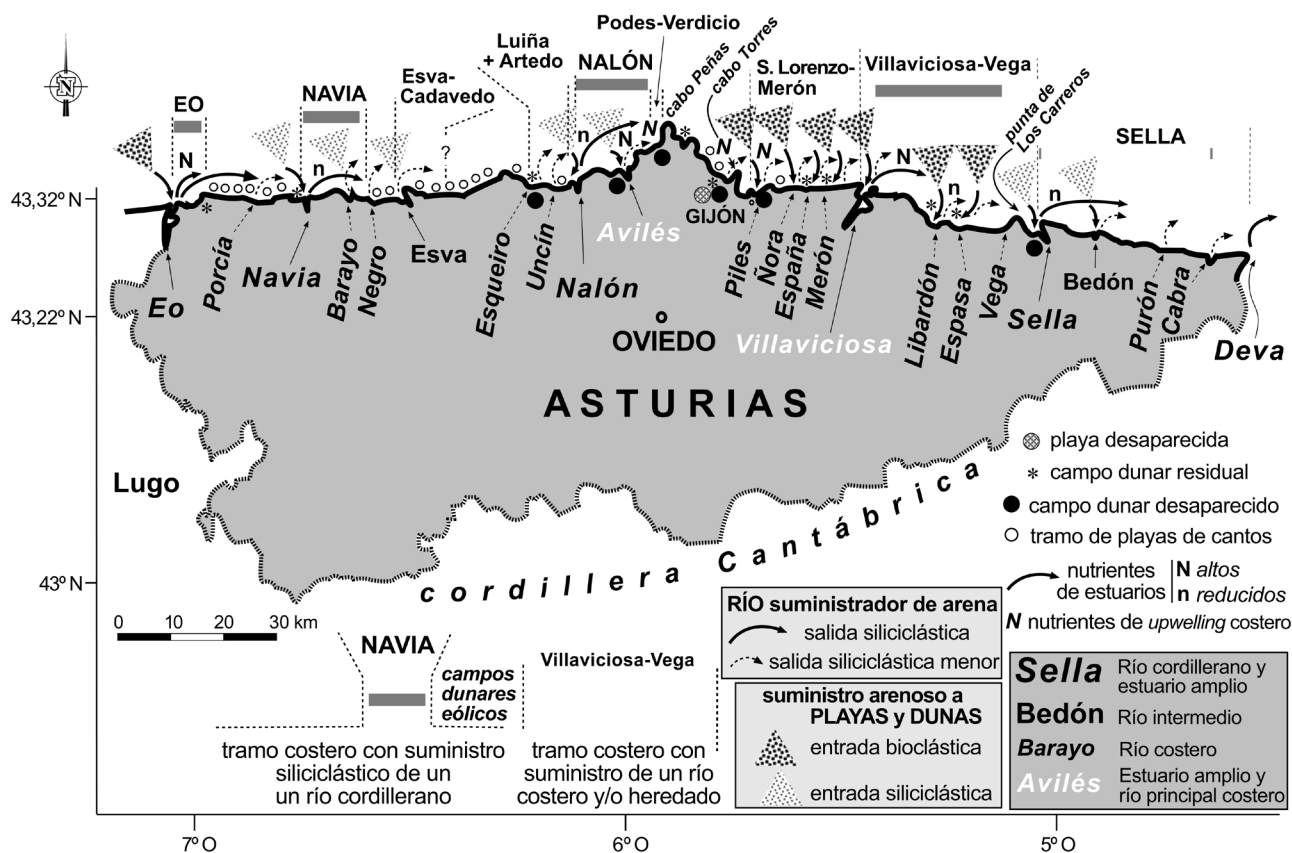 Podes-Verdicio
Luiña
+ Artedo
NALÓN
cabo Peñas
cabo Torres
S. Lorenzo-
Merón
Villaviciosa-Vega
N
EO
NAVIA
Esva-
Cadavedo
punta de
Los Carreros
SELLA
N
n
?
n
N
N
N
N
N
n
n
43,32º N
GIJÓN
Avilés
Eo
Porcía
Navia
Barayo
Negro
Esva
Esqueiro
Uncín
Nalón
Piles
Ñora
España
Merón
Villaviciosa
Libardón
Espasa
Vega
Sella
Bedón
Purón
Cabra
Deva
43,22º N
OVIEDO
ASTURIAS
Lugo
cordillera Cantábrica
43º N
0 10 20 30 km
playa desaparecida
* campo dunar residual
campo dunar desaparecido
tramo de playas de cantos
nutrientes
de estuarios
N altos
n reducidos
N nutrientes de upwelling costero
RÍO suministrador de arena
salida siliciclástica
salida siliciclástica menor
suministro arenoso a
PLAYAS y DUNAS
entrada bioclástica
entrada siliciclástica
Sella Río cordillerano y
estuario amplio
Bedón Río intermedio
Barayo Río costero
Avilés Estuario amplio y
río principal costero
NAVIA
campos
dunares
eólicos
Villaviciosa-Vega
tramo costero con suministro
siliciclástico de un
un río cordillerano
tramo costero con
suministro de un río
costero y/o heredado
7º O
6º O
5º O